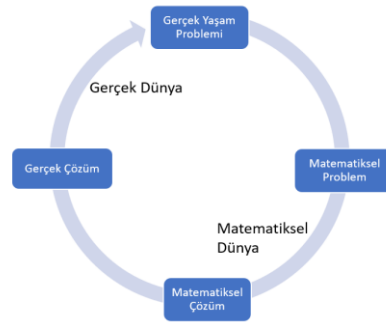 Gerçek Yaşam
Problemi
Gerçek Dünya
Gerçek Çözüm
Matematiksel
Problem
Matematiksel
Dünya
Matematiksel
Çözüm